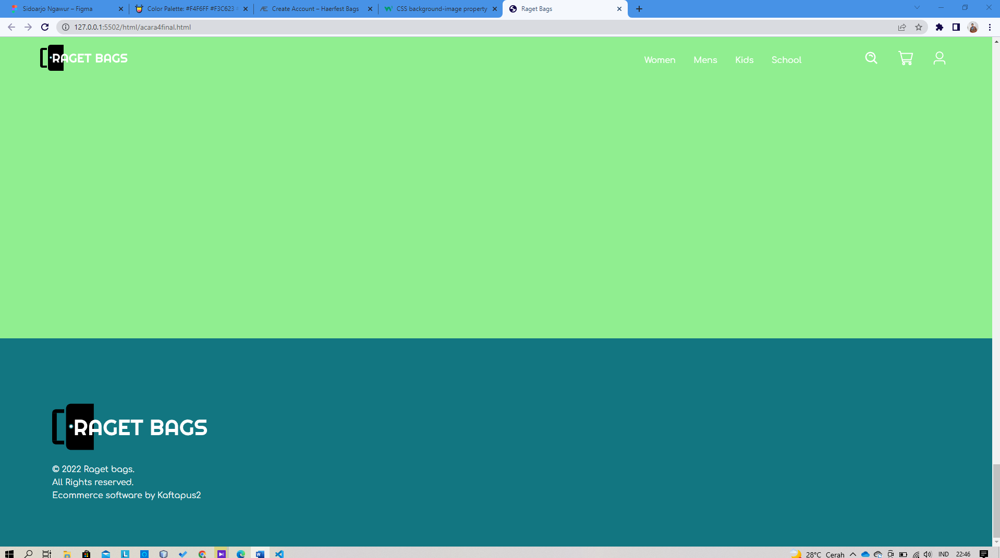 Sidoarjo Ngawur – Figma
Color Palette: #F4F6FF #F3C623
Create Account – Haerfest Bags
CSS background-image property
Raget Bags
127.0.0.1:5502/html/acara4final.html
RAGET BAGS
Women Mens Kids School
RAGET BAGS
© 2022 Raget bags.
All Rights reserved.
Ecommerce software by Kaftapus2
28°C Cerah IND 22:46